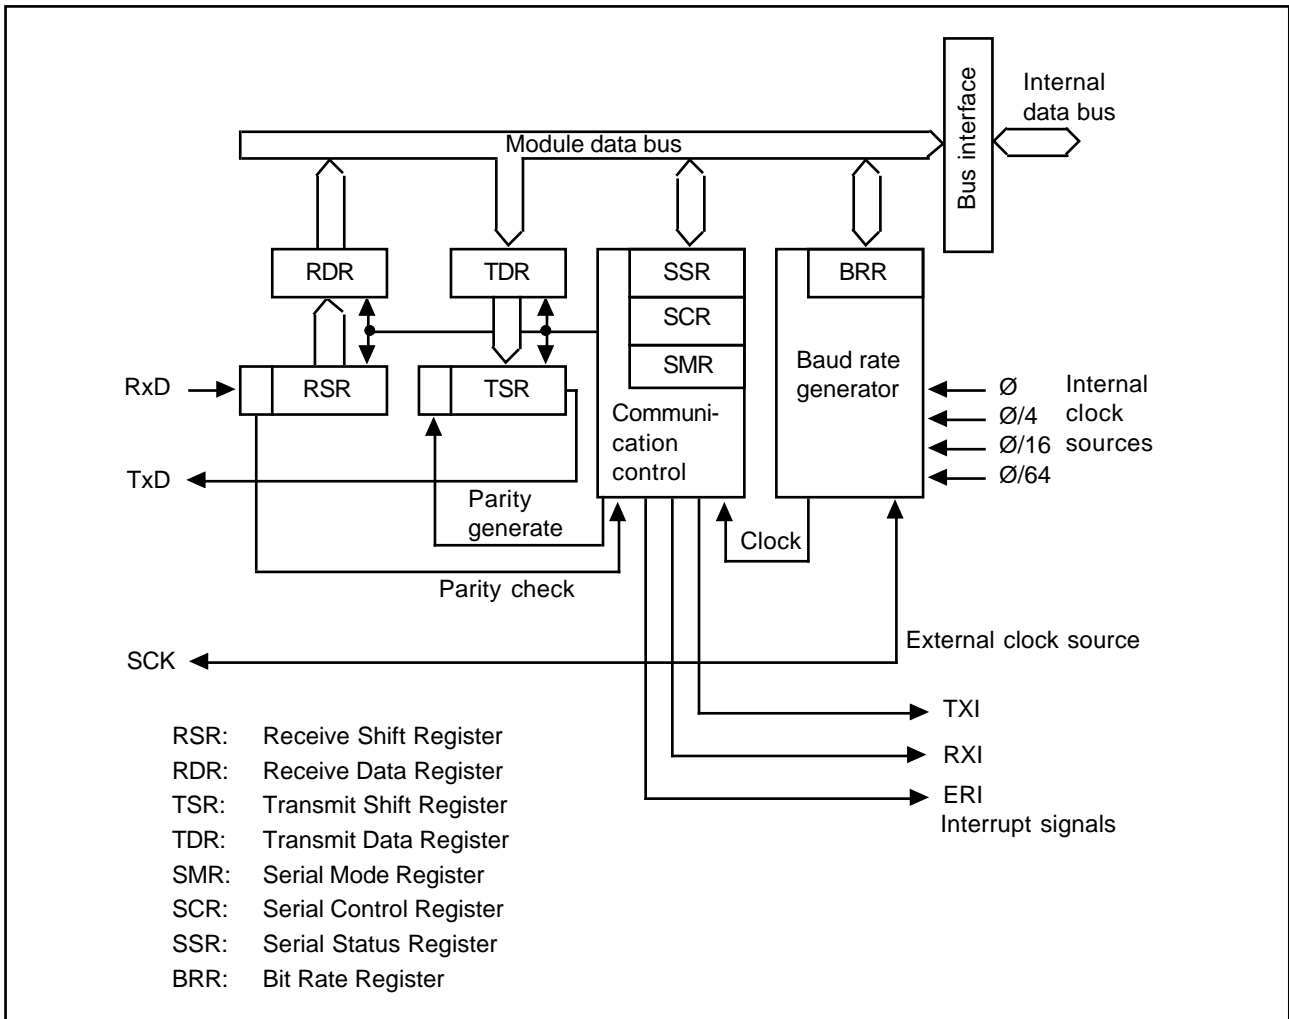 Internal
data bus
Bus interface
Module data bus
RDR
TDR
SSR
BRR
SCR
SMR
RxD
RSR
TSR
Baud rate
generator
Ø
Ø/4
Ø/16
Ø/64
Internal
clock
sources
Communi-
cation
control
TxD
Parity
generate
Clock
Parity check
External clock source
SCK
TXI
RXI
ERI
Interrupt signals
RSR: Receive Shift Register
RDR: Receive Data Register
TSR: Transmit Shift Register
TDR: Transmit Data Register
SMR: Serial Mode Register
SCR: Serial Control Register
SSR: Serial Status Register
BRR: Bit Rate Register